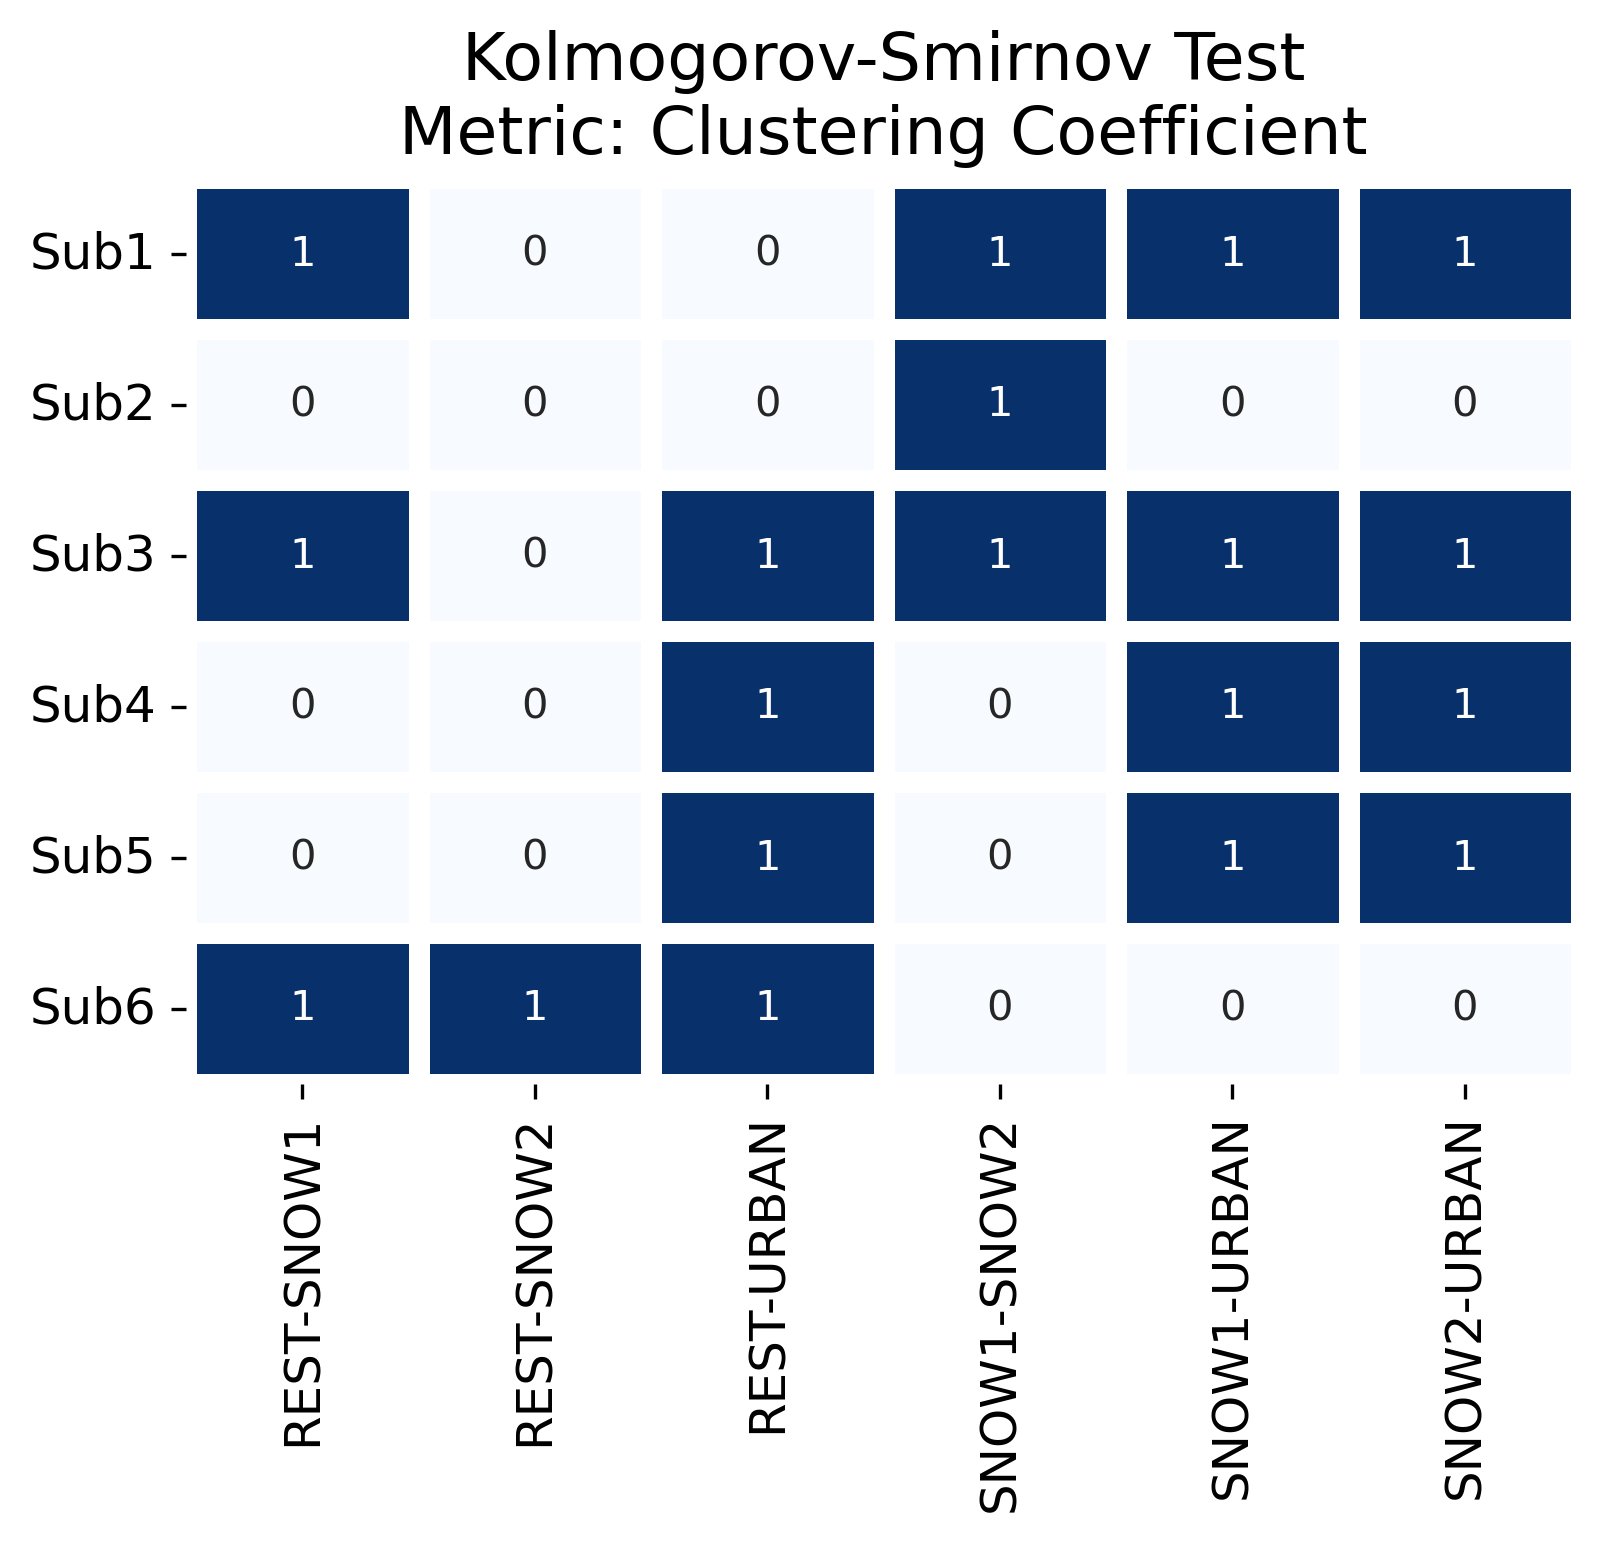 Kolmogorov-Smirnov Test
Metric: Clustering Coefficient
Sub1 1 0 0 1 1 1
Sub2 0 0 0 1 0 0
Sub3 1 0 1 1 1 1
Sub4 0 0 1 0 1 1
Sub5 0 0 1 0 1 1
Sub6 1 1 1 0 0 0
REST-SNOW1
REST-SNOW2
REST-URBAN
SNOW1-SNOW2
SNOW1-URBAN
SNOW2-URBAN